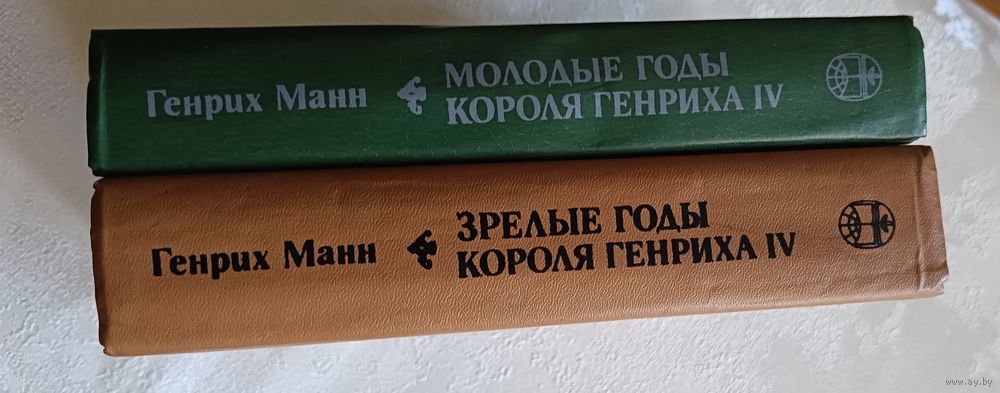 Генрих Манн
МОЛОДЫЕ ГОДЫ
КОРОЛЯ ГЕНРИХА IV
Генрих Манн
ЗРЕЛЫЕ ГОДЫ
КОРОЛЯ ГЕНРИХА IV
www.ay.by